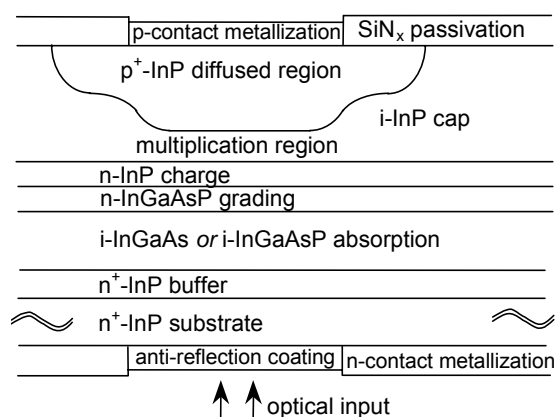 p-contact metallization
SiNx passivation
p+-InP diffused region
i-InP cap
multiplication region
n-InP charge
n-InGaAsP grading
i-InGaAs or i-InGaAsP absorption
n+-InP buffer
n+-InP substrate
anti-reflection coating
n-contact metallization
optical input